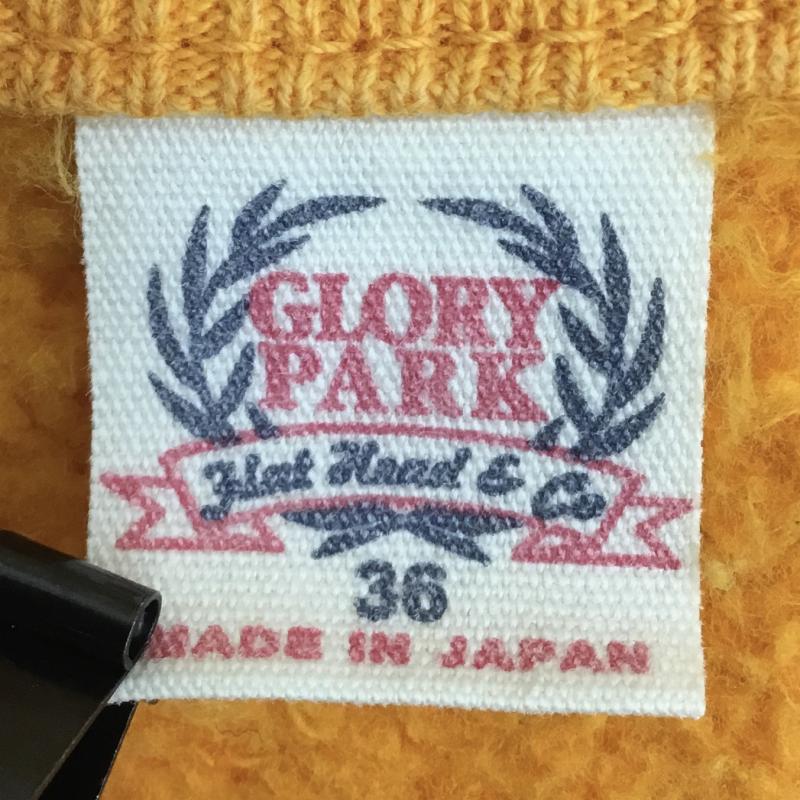 GLORY
PARK
Flat Head & Co
36
MADE IN JAPAN